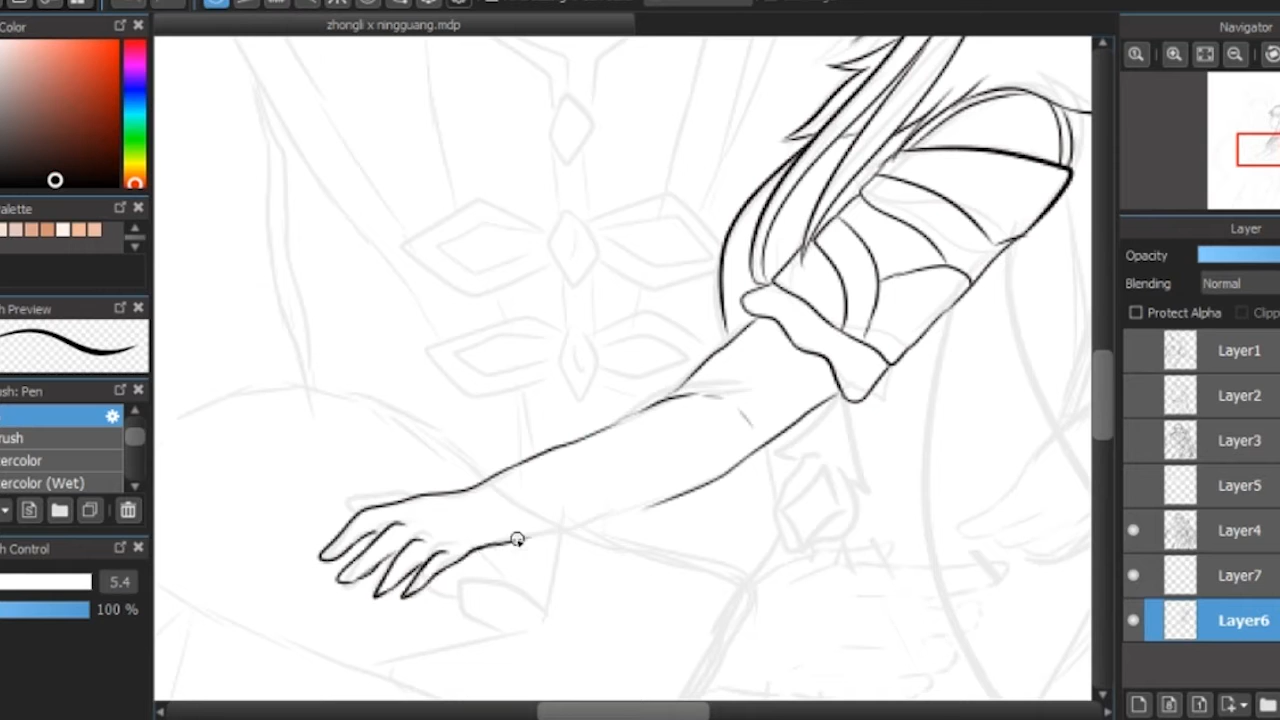 zhongli x ningguang.mdp
Color
Navigator
alette
Layer
Opacity
Blending
Normal
Protect Alpha
Clipp
h Preview
Layer1
ush: Pen
Layer2
rush
Layer3
ercolor
ercolor (Wet)
Layer5
Layer4
h Control
Layer7
5.4
100 %
Layer6